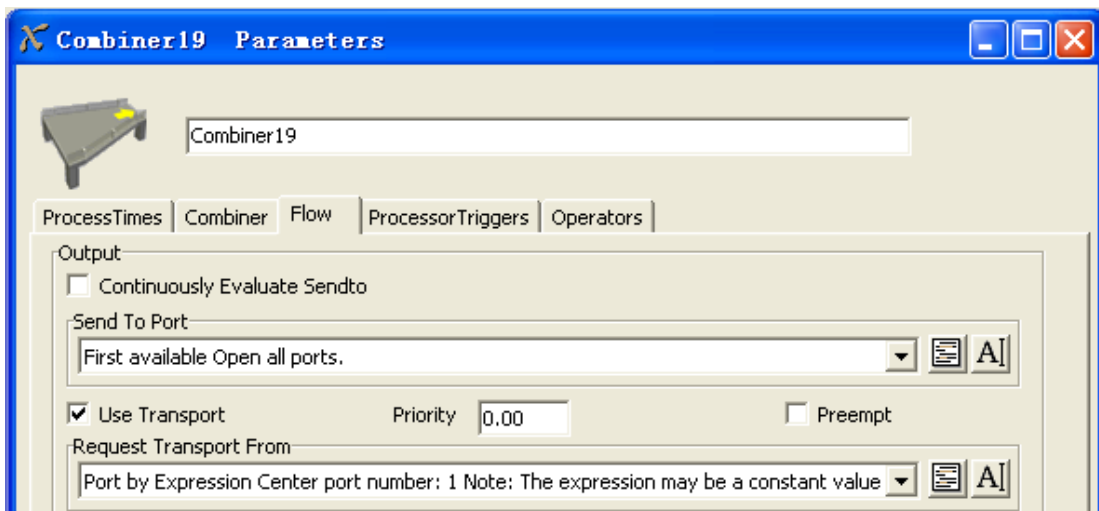 Combiner19 Parameters
Combiner19
ProcessTimes Combiner Flow ProcessorTriggers Operators
Output
Continuously Evaluate Sendto
Send To Port
First available Open all ports.
A
Use Transport Priority 0.00 Preempt
Request Transport From
Port by Expression Center port number: 1 Note: The expression may be a constant value
A